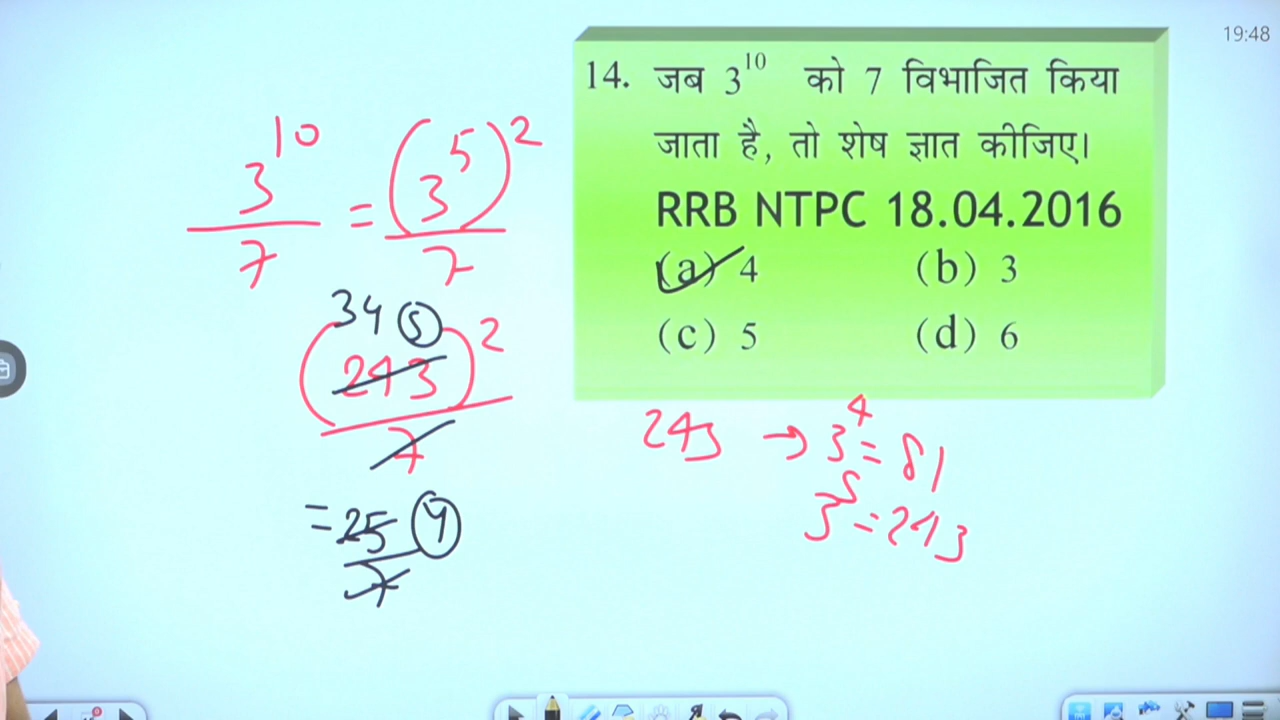 19:48
14. जब 3^10 को 7 विभाजित किया
जाता है, तो शेष ज्ञात कीजिए।
RRB NTPC 18.04.2016
(a) 4 (b) 3
(c) 5 (d) 6
3^10 / 7 = (3^5)^2 / 7
34 5
(243)^2
7
= 25 4
7
243 → 3^4 = 81
3^5 = 243